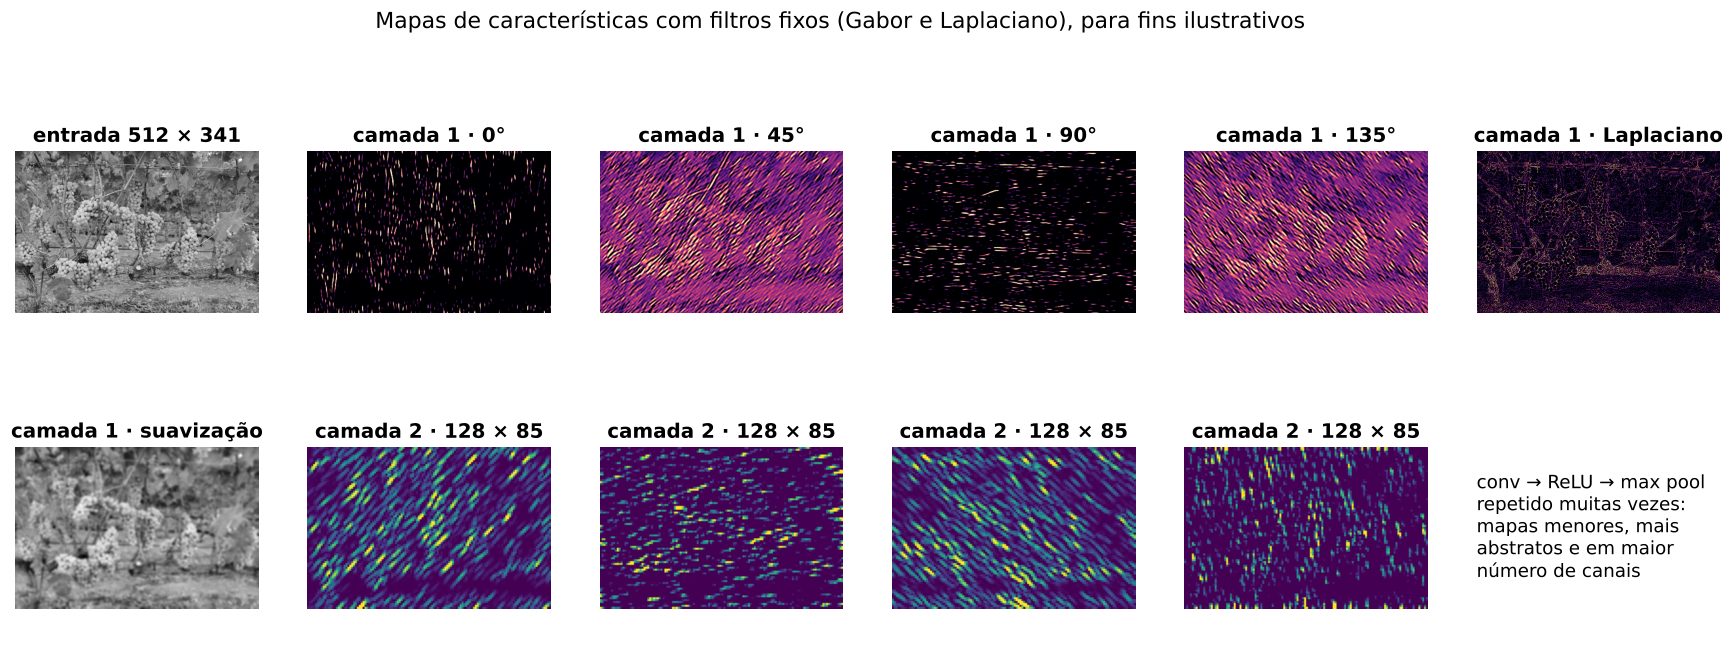 Mapas de características com filtros fixos (Gabor e Laplaciano), para fins ilustrativos
entrada 512 × 341
camada 1 · 0°
camada 1 · 45°
camada 1 · 90°
camada 1 · 135°
camada 1 · Laplaciano
camada 1 · suavização
camada 2 · 128 × 85
camada 2 · 128 × 85
camada 2 · 128 × 85
camada 2 · 128 × 85
conv → ReLU → max pool
repetido muitas vezes:
mapas menores, mais
abstratos e em maior
número de canais